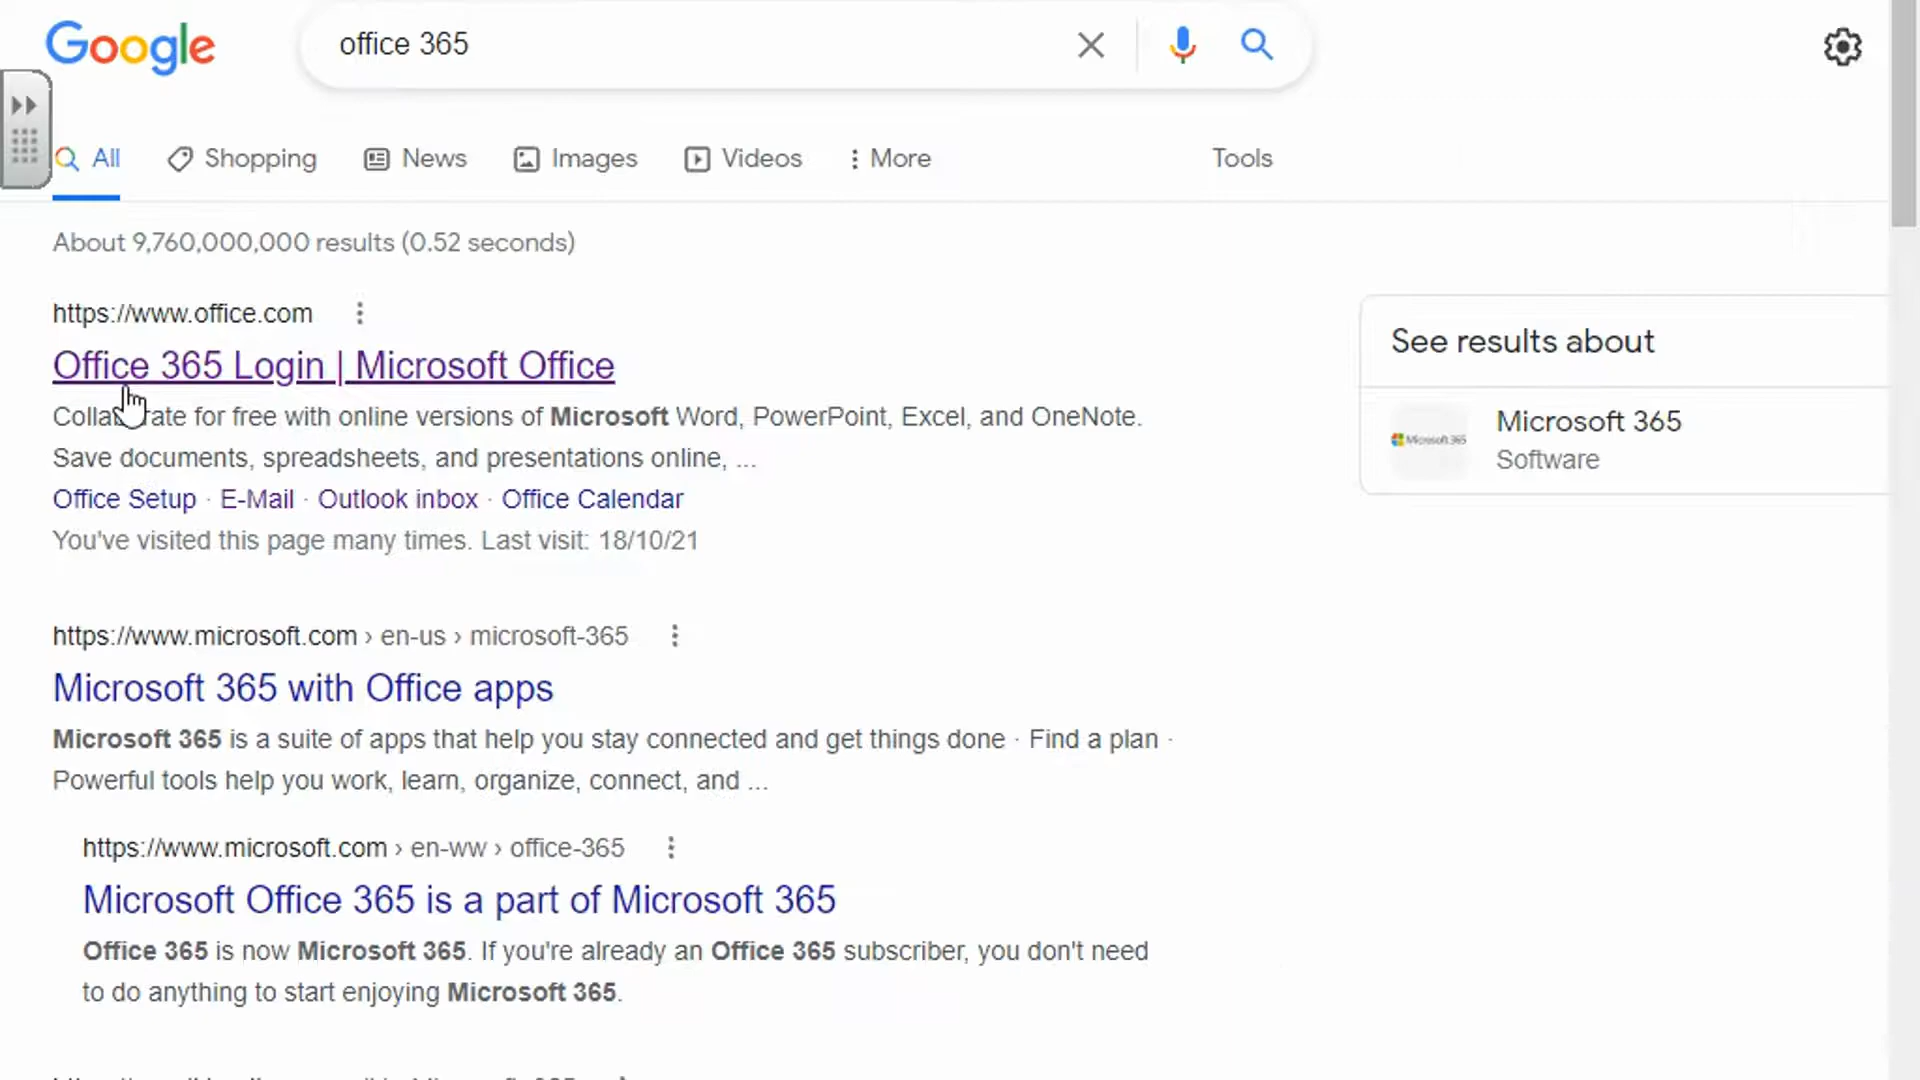 Google
office 365
All
Shopping
News
Images
Videos
More
Tools
About 9,760,000,000 results (0.52 seconds)
https://www.office.com
Office 365 Login | Microsoft Office
Collaborate for free with online versions of Microsoft Word, PowerPoint, Excel, and OneNote.
Save documents, spreadsheets, and presentations online, ...
Office Setup · E-Mail · Outlook inbox · Office Calendar
You've visited this page many times. Last visit: 18/10/21
See results about
Microsoft 365
Microsoft 365
Software
https://www.microsoft.com › en-us › microsoft-365
Microsoft 365 with Office apps
Microsoft 365 is a suite of apps that help you stay connected and get things done · Find a plan ·
Powerful tools help you work, learn, organize, connect, and ...
https://www.microsoft.com › en-ww › office-365
Microsoft Office 365 is a part of Microsoft 365
Office 365 is now Microsoft 365. If you're already an Office 365 subscriber, you don't need
to do anything to start enjoying Microsoft 365.